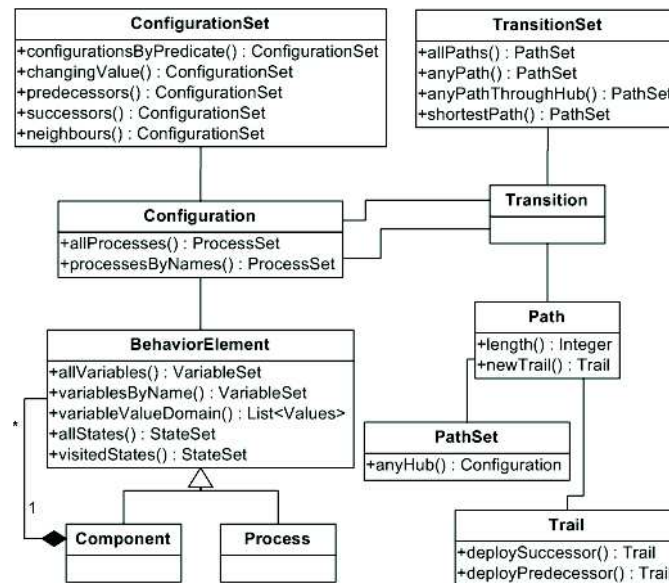 ConfigurationSet
+configurationsByPredicate() : ConfigurationSet
+changingValue() : ConfigurationSet
+predecessors() : ConfigurationSet
+successors() : ConfigurationSet
+neighbours() : ConfigurationSet
TransitionSet
+allPaths() : PathSet
+anyPath() : PathSet
+anyPathThroughHub() : PathSet
+shortestPath() : PathSet
Configuration
+allProcesses() : ProcessSet
+processesByNames() : ProcessSet
Transition
BehaviorElement
+allVariables() : VariableSet
+variablesByName() : VariableSet
+variableValueDomain() : List<Values>
+allStates() : StateSet
+visitedStates() : StateSet
Path
+length() : Integer
+newTrail() : Trail
PathSet
+anyHub() : Configuration
*
1
Component
Process
Trail
+deploySuccessor() : Trail
+deployPredecessor() : Trail